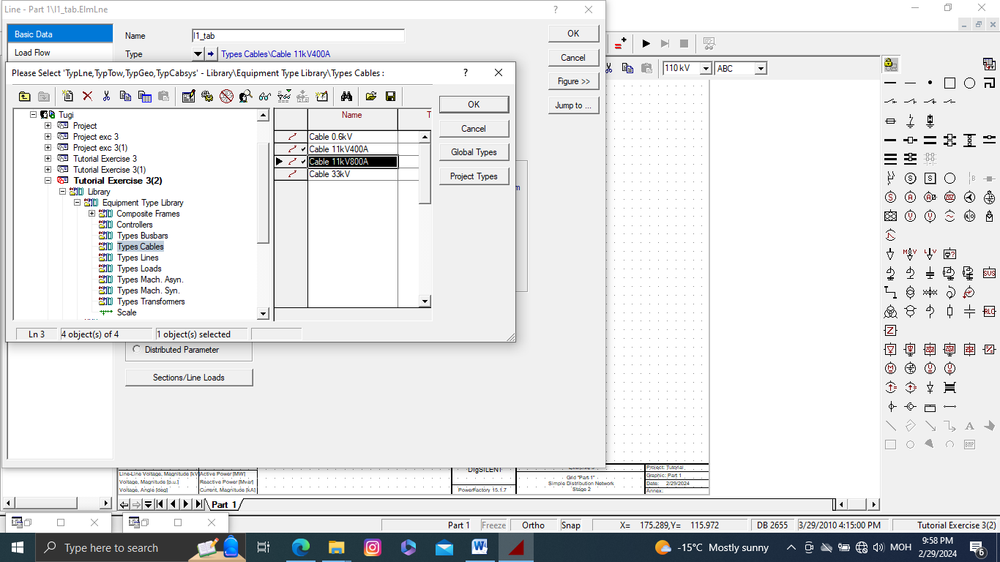 Line - Part 1\l1_tab.ElmLne
?
Basic Data
Load Flow
Name
l1_tab
Type
Types Cables\Cable 11kV400A
OK
Cancel
Figure >>
Jump to ...
110 kV
ABC
Please Select 'TypLne,TypTow,TypGeo,TypCabsys' - Library\Equipment Type Library\Types Cables :
?
Tugi
Project
Project exc 3
Project exc 3(1)
Tutorial Exercise 3
Tutorial Exercise 3(1)
Tutorial Exercise 3(2)
Library
Equipment Type Library
Composite Frames
Controllers
Types Busbars
Types Cables
Types Lines
Types Loads
Types Mach. Asyn.
Types Mach. Syn.
Types Transfomers
Scale
Name
T
Cable 0.6kV
Cable 11kV400A
Cable 11kV800A
Cable 33kV
OK
Cancel
Global Types
Project Types
Ln 3
4 object(s) of 4
1 object(s) selected
m
Distributed Parameter
Sections/Line Loads
Line-Line Voltage, Magnitude [kV]
Voltage, Magnitude [p.u.]
Voltage, Angle [deg]
Active Power [MW]
Reactive Power [Mvar]
Current, Magnitude [kA]
DIgSILENT
PowerFactory 15.1.7
Grid "Part 1"
Simple Distribution Network
Stage 2
Project: Tutorial
Graphic: Part 1
Date: 2/29/2024
Annex:
SVS
RLC
BMP
Part 1
Part 1
Freeze
Ortho
Snap
X= 175.289,Y= 115.972
DB 2655
3/29/2010 4:15:00 PM
Tutorial Exercise 3(2)
Type here to search
-15°C Mostly sunny
МОН
9:58 PM
2/29/2024
6